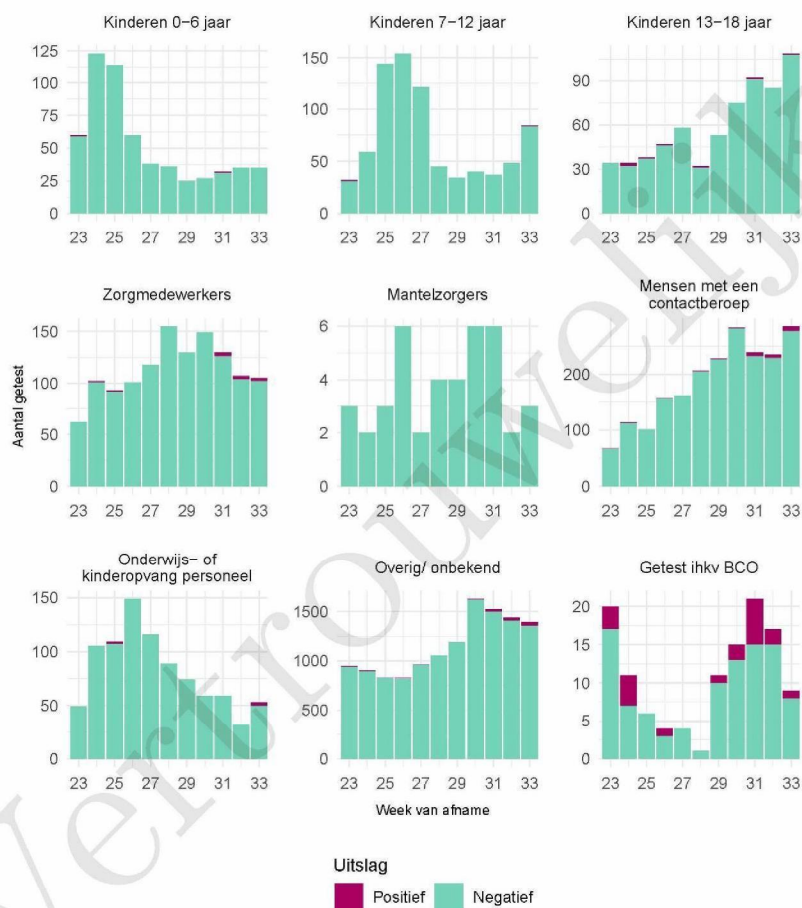 Kinderen 0−6 jaar
125
100
75
50
25
0
23 25 27 29 31 33
Kinderen 7−12 jaar
150
100
50
0
23 25 27 29 31 33
Kinderen 13−18 jaar
90
60
30
0
23 25 27 29 31 33
Aantal getest
Zorgmedewerkers
150
100
50
0
23 25 27 29 31 33
Mantelzorgers
6
4
2
0
23 25 27 29 31 33
Mensen met een
contactberoep
200
100
0
23 25 27 29 31 33
Onderwijs− of
kinderopvang personeel
150
100
50
0
23 25 27 29 31 33
Overig/ onbekend
1500
1000
500
0
23 25 27 29 31 33
Getest ihkv BCO
20
15
10
5
0
23 25 27 29 31 33
Week van afname
Uitslag
Positief Negatief
Vertrouwelijk